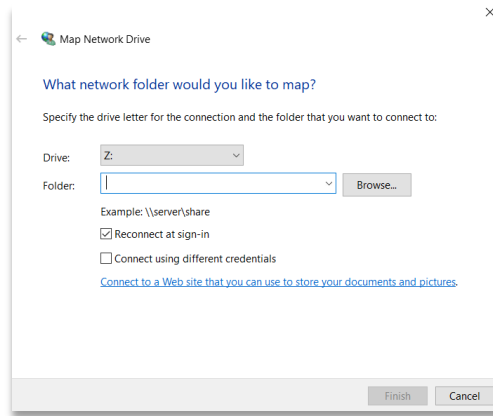 Map Network Drive
What network folder would you like to map?
Specify the drive letter for the connection and the folder that you want to connect to:
Drive: Z:
Folder: Browse...
Example: \\server\share
Reconnect at sign-in
Connect using different credentials
Connect to a Web site that you can use to store your documents and pictures.
Finish Cancel